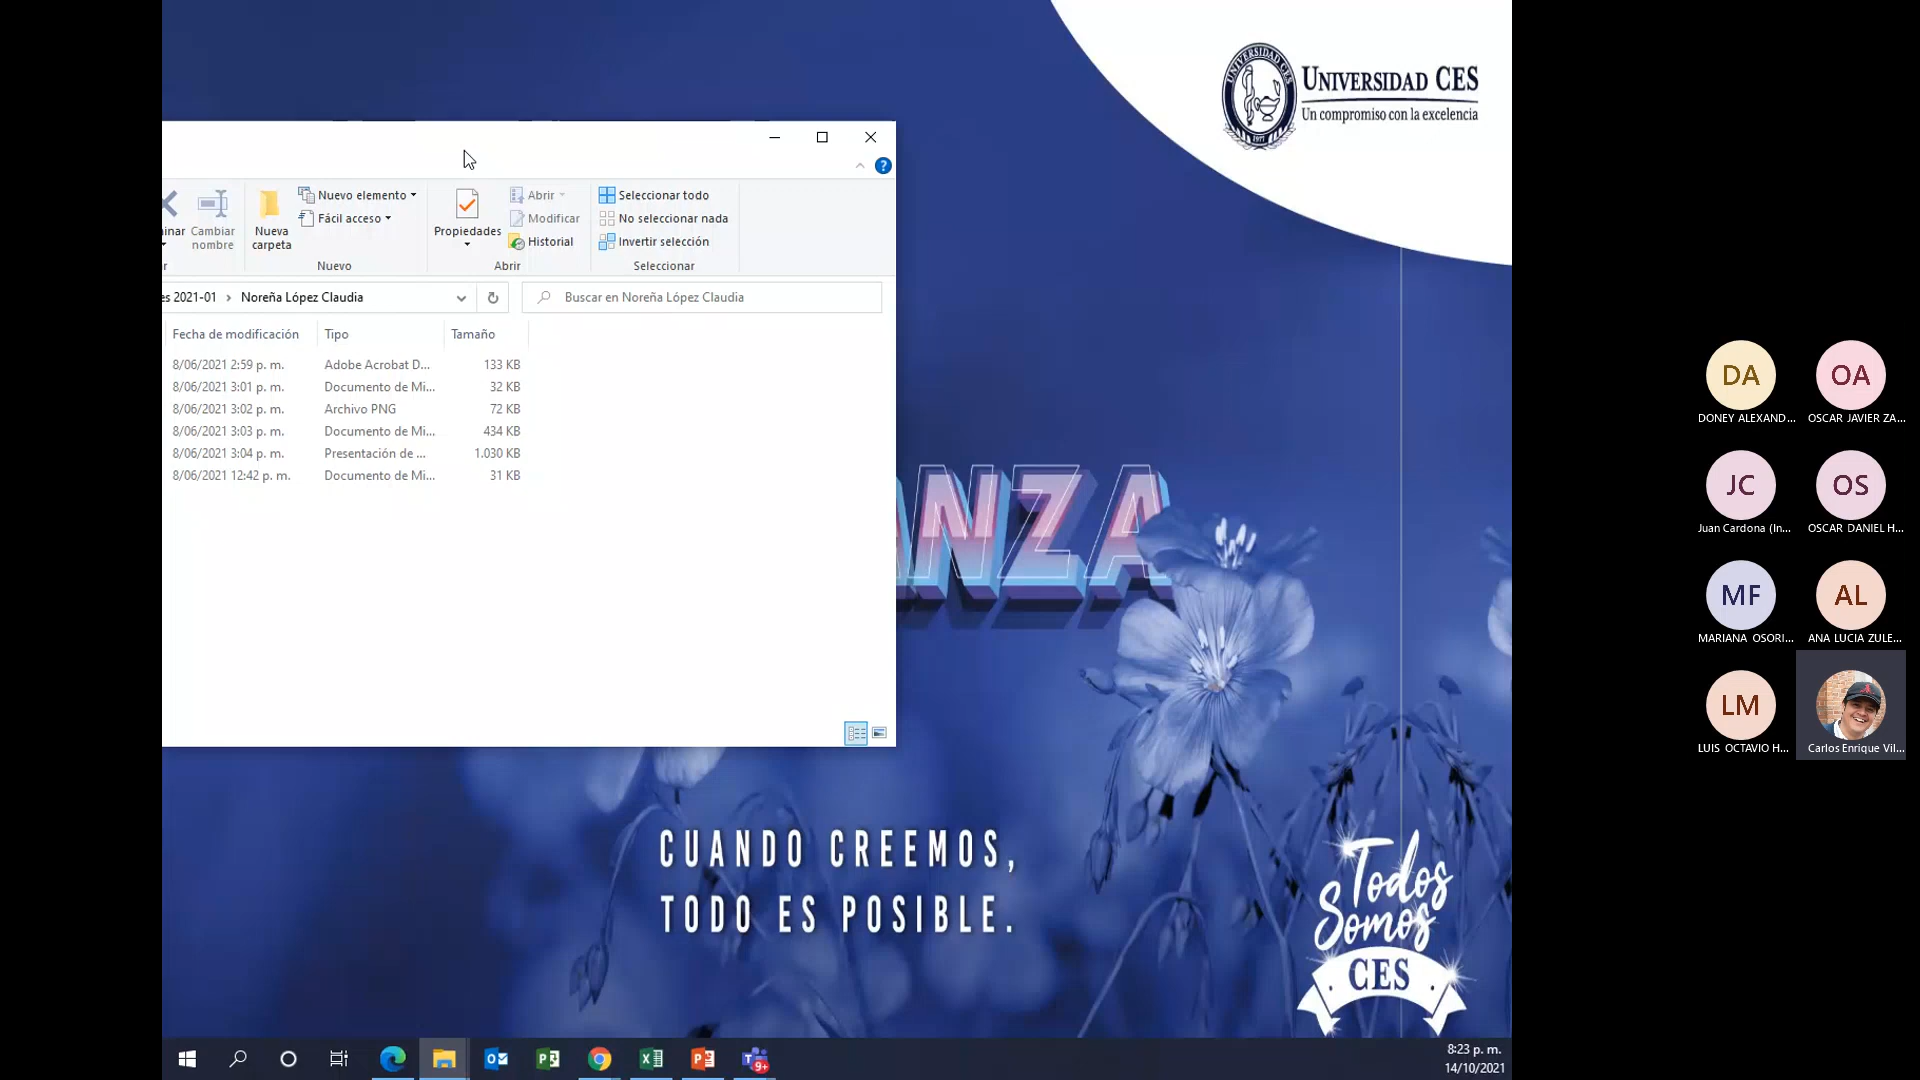 UNIVERSIDAD CES
Un compromiso con la excelencia
UNIVERSIDAD CES
1977
?
Cambiar
nombre
Nueva
carpeta
Nuevo elemento
Fácil acceso
Nuevo
Propiedades
Abrir
Modificar
Historial
Abrir
Seleccionar todo
No seleccionar nada
Invertir selección
Seleccionar
es 2021-01 > Noreña López Claudia
Buscar en Noreña López Claudia
Fecha de modificación Tipo Tamaño
8/06/2021 2:59 p. m. Adobe Acrobat D... 133 KB
8/06/2021 3:01 p. m. Documento de Mi... 32 KB
8/06/2021 3:02 p. m. Archivo PNG 72 KB
8/06/2021 3:03 p. m. Documento de Mi... 434 KB
8/06/2021 3:04 p. m. Presentación de ... 1.030 KB
8/06/2021 12:42 p. m. Documento de Mi... 31 KB
ANZA
CUANDO CREEMOS,
TODO ES POSIBLE.
Todos
Somos
CES
DA
DONEY ALEXAND...
OA
OSCAR JAVIER ZA...
JC
Juan Cardona (In...
OS
OSCAR DANIEL H...
MF
MARIANA OSORI...
AL
ANA LUCIA ZULE...
LM
LUIS OCTAVIO H...
Carlos Enrique Vil...
9+
8:23 p. m.
14/10/2021